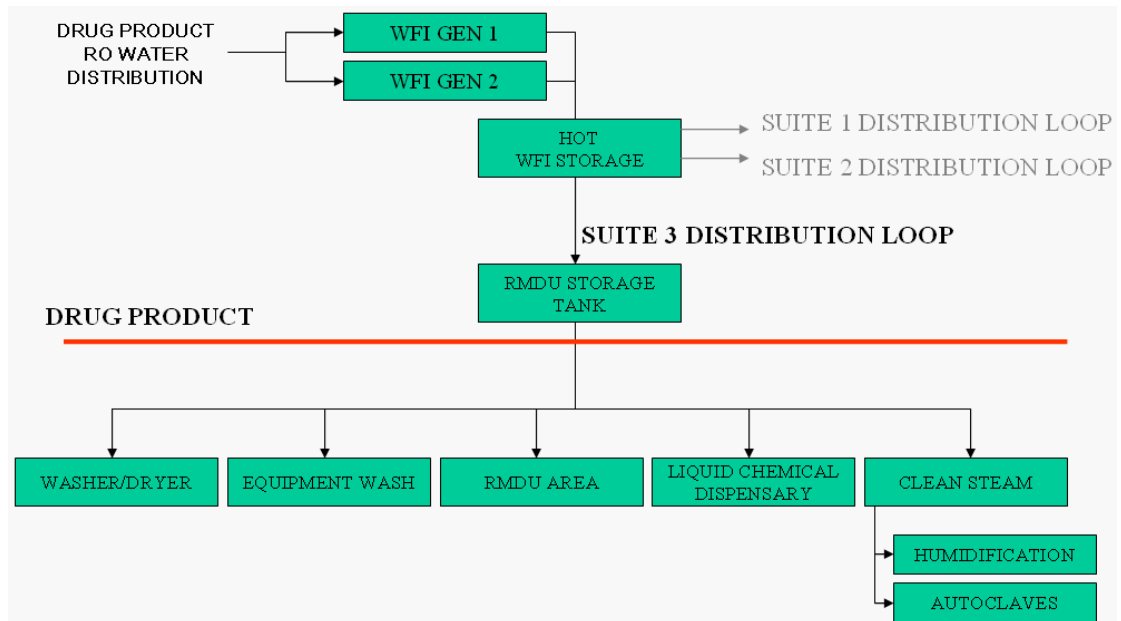 DRUG PRODUCT
RO WATER
DISTRIBUTION
WFI GEN 1
WFI GEN 2
HOT
WFI STORAGE
SUITE 1 DISTRIBUTION LOOP
SUITE 2 DISTRIBUTION LOOP
SUITE 3 DISTRIBUTION LOOP
RMDU STORAGE
TANK
DRUG PRODUCT
WASHER/DRYER
EQUIPMENT WASH
RMDU AREA
LIQUID CHEMICAL
DISPENSARY
CLEAN STEAM
HUMIDIFICATION
AUTOCLAVES